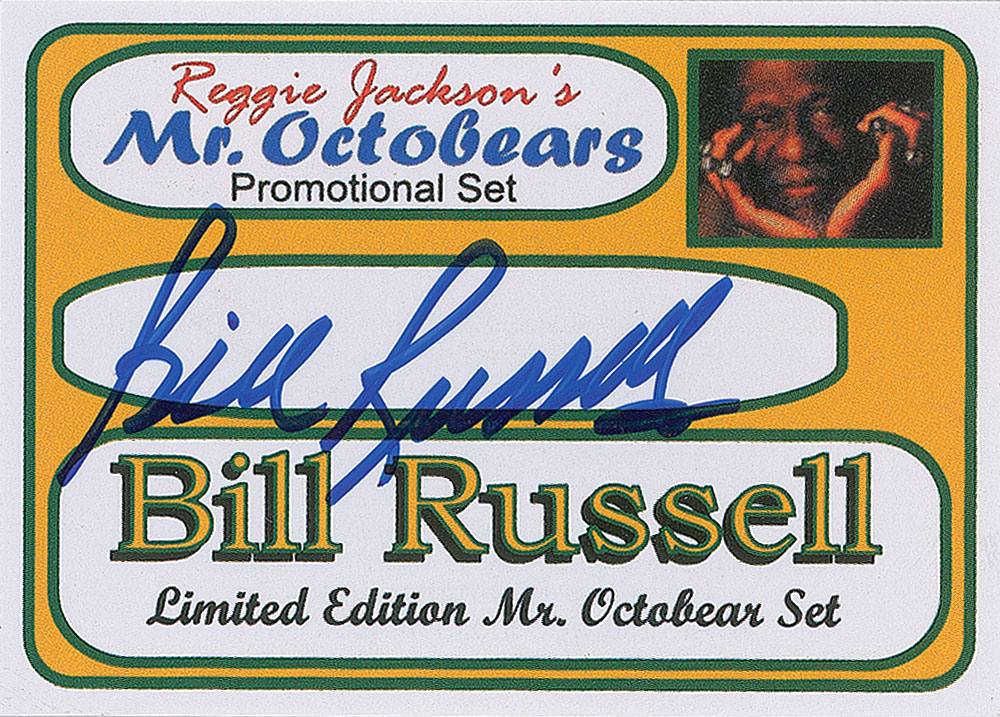 Reggie Jackson's
Mr. Octobears
Promotional Set
Bill Russell
Bill Russell
Limited Edition Mr. Octobear Set